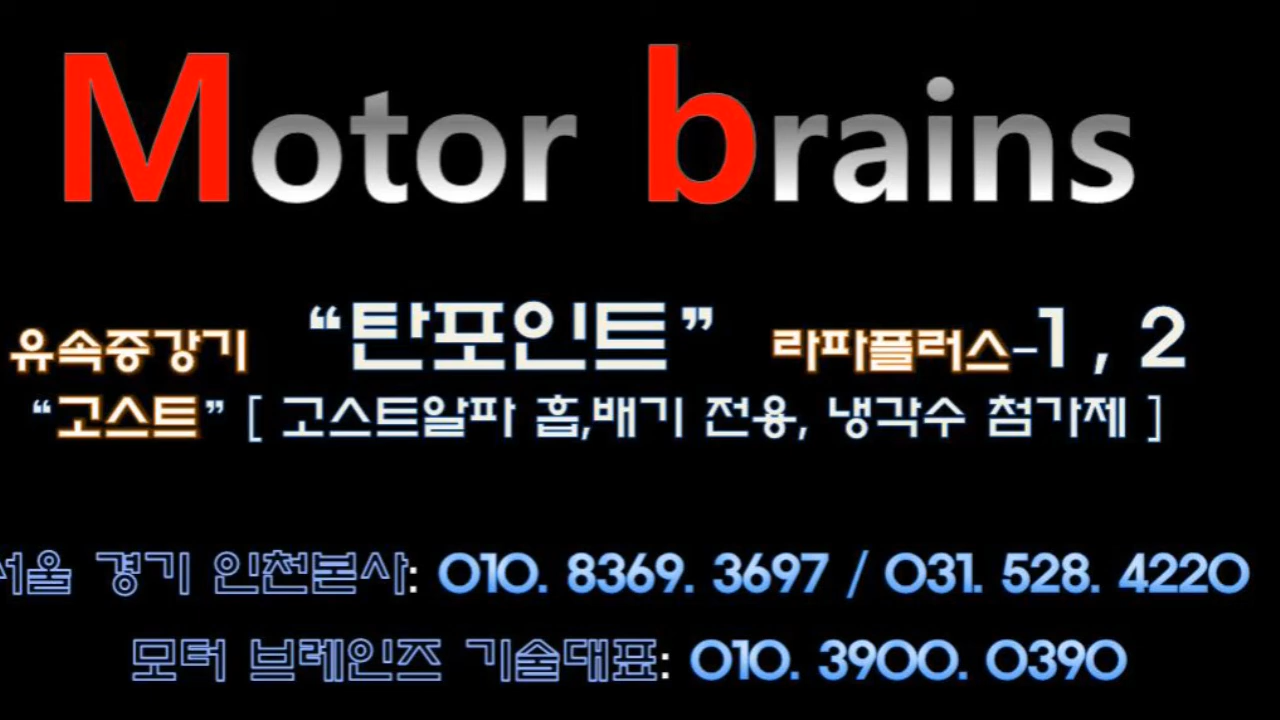 Motor brains
유속증강기 “탄포인트” 라파플러스-1 , 2
“고스트” [ 고스트알파 흡,배기 전용, 냉각수 첨가제 ]
서울 경기 인천본사: 010. 8369. 3697 / 031. 528. 4220
모터 브레인즈 기술대표: 010. 3900. 0390